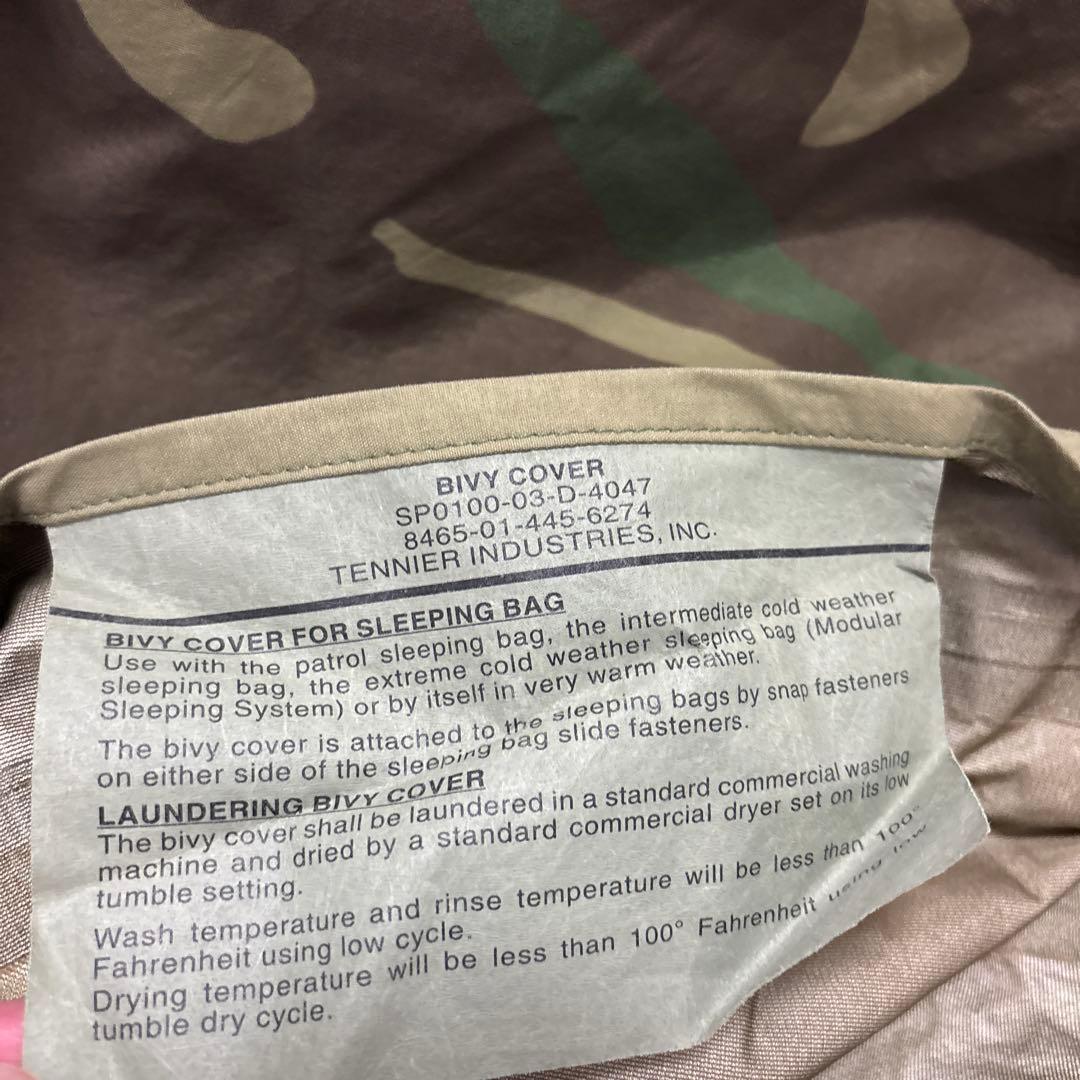 BIVY COVER
SP0100-03-D-4047
8465-01-445-6274
TENNIER INDUSTRIES, INC.
BIVY COVER FOR SLEEPING BAG
Use with the patrol sleeping bag, the intermediate cold weather
sleeping bag, the extreme cold weather sleeping bag (Modular
Sleeping System) or by itself in very warm weather.
The bivy cover is attached to the sleeping bags by snap fasteners
on either side of the sleeping bag slide fasteners.
LAUNDERING BIVY COVER
The bivy cover shall be laundered in a standard commercial washing
machine and dried by a standard commercial dryer set on its low
tumble setting.
Wash temperature and rinse temperature will be less than 100°
Fahrenheit using low cycle.
Drying temperature will be less than 100° Fahrenheit using low
tumble dry cycle.